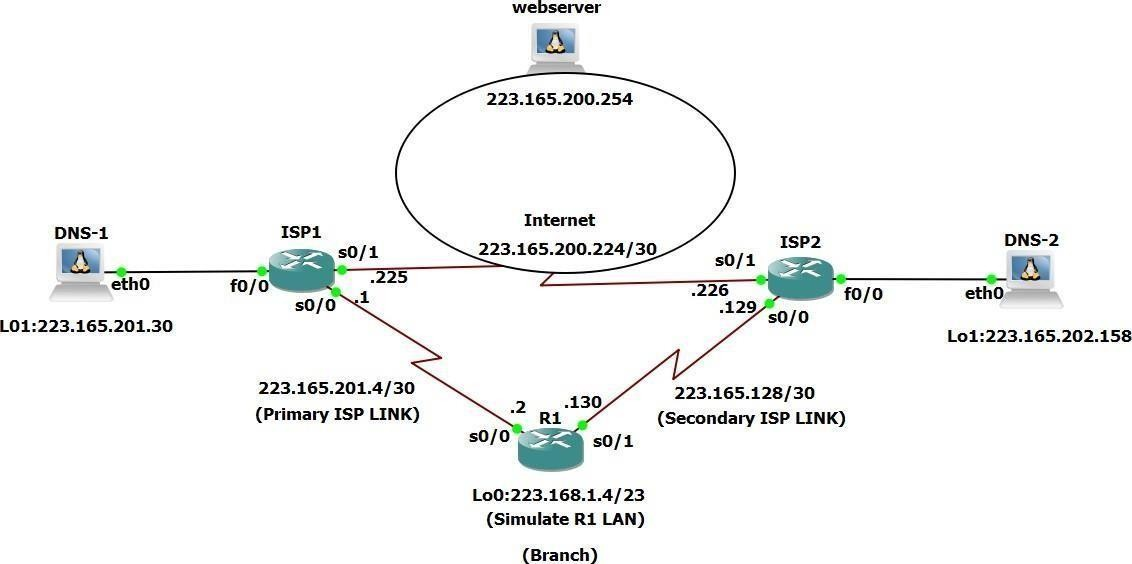 webserver
223.165.200.254
Internet
223.165.200.224/30
DNS-1
eth0
L01:223.165.201.30
ISP1
f0/0
s0/1
.225
s0/0
.1
ISP2
s0/1
.226
.129
s0/0
f0/0
DNS-2
eth0
Lo1:223.165.202.158
223.165.201.4/30
(Primary ISP LINK)
223.165.128/30
(Secondary ISP LINK)
.2
R1
.130
s0/0
s0/1
Lo0:223.168.1.4/23
(Simulate R1 LAN)
(Branch)